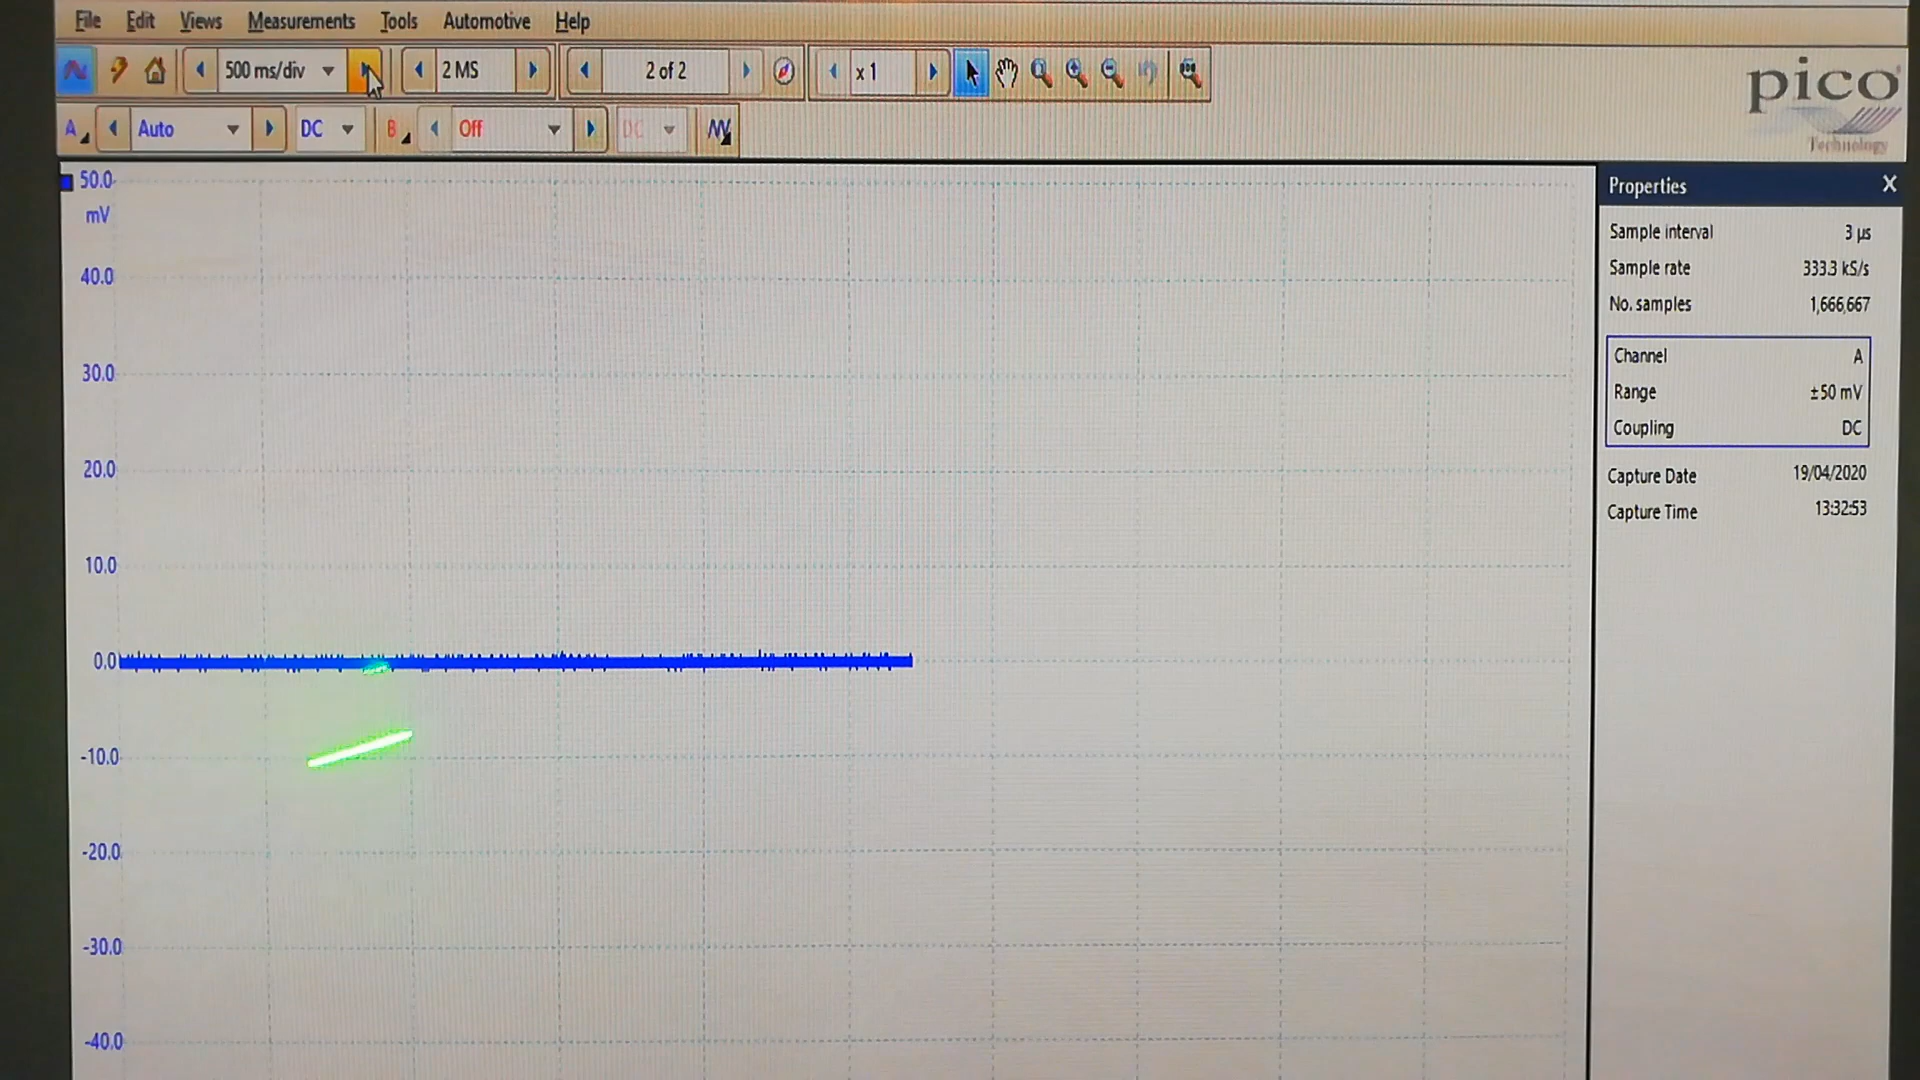 File Edit Views Measurements Tools Automotive Help
500 ms/div 2 MS 2 of 2 x 1
pico
Technology
A Auto DC B Off DC
50.0
mV
40.0
30.0
20.0
10.0
0.0
-10.0
-20.0
-30.0
-40.0
Properties X
Sample interval 3 µs
Sample rate 333.3 kS/s
No. samples 1,666,667
Channel A
Range ±50 mV
Coupling DC
Capture Date 19/04/2020
Capture Time 13:32:53